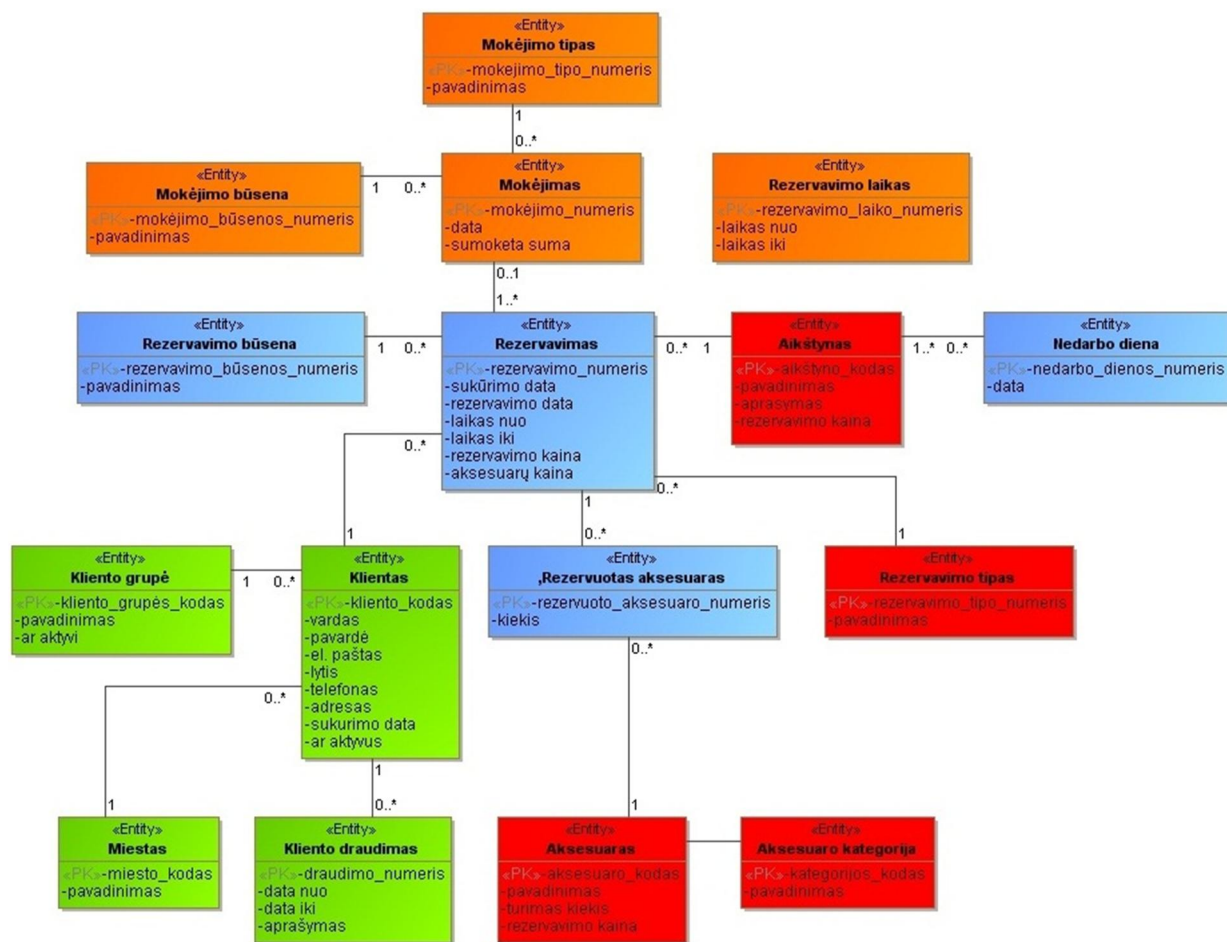 «Entity»
Mokėjimo tipas
«PK»-mokejimo_tipo_numeris
-pavadinimas
1
0..*
«Entity»
Mokėjimo būsena
«PK»-mokėjimo_būsenos_numeris
-pavadinimas
1
0..*
«Entity»
Mokėjimas
«PK»-mokėjimo_numeris
-data
-sumoketa suma
«Entity»
Rezervavimo laikas
«PK»-rezervavimo_laiko_numeris
-laikas nuo
-laikas iki
0..1
1..*
«Entity»
Rezervavimo būsena
«PK»-rezervavimo_būsenos_numeris
-pavadinimas
1
0..*
«Entity»
Rezervavimas
«PK»-rezervavimo_numeris
-sukūrimo data
-rezervavimo data
-laikas nuo
-laikas iki
-rezervavimo kaina
-aksesuarų kaina
0..*
1
«Entity»
Aikštynas
«PK»-aikštyno_kodas
-pavadinimas
-aprasymas
-rezervavimo kaina
1..*
0..*
«Entity»
Nedarbo diena
«PK»-nedarbo_dienos_numeris
-data
0..*
1
1
0..*
0..*
1
«Entity»
Kliento grupė
«PK»-kliento_grupės_kodas
-pavadinimas
-ar aktyvi
1
0..*
«Entity»
Klientas
«PK»-kliento_kodas
-vardas
-pavardė
-el. paštas
-lytis
-telefonas
-adresas
-sukurimo data
-ar aktyvus
«Entity»
,Rezervuotas aksesuaras
«PK»-rezervuoto_aksesuaro_numeris
-kiekis
«Entity»
Rezervavimo tipas
«PK»-rezervavimo_tipo_numeris
-pavadinimas
0..*
1
1
0..*
0..*
1
«Entity»
Miestas
«PK»-miesto_kodas
-pavadinimas
«Entity»
Kliento draudimas
«PK»-draudimo_numeris
-data nuo
-data iki
-aprašymas
«Entity»
Aksesuaras
«PK»-aksesuaro_kodas
-pavadinimas
-turimas kiekis
-rezervavimo kaina
«Entity»
Aksesuaro kategorija
«PK»-kategorijos_kodas
-pavadinimas